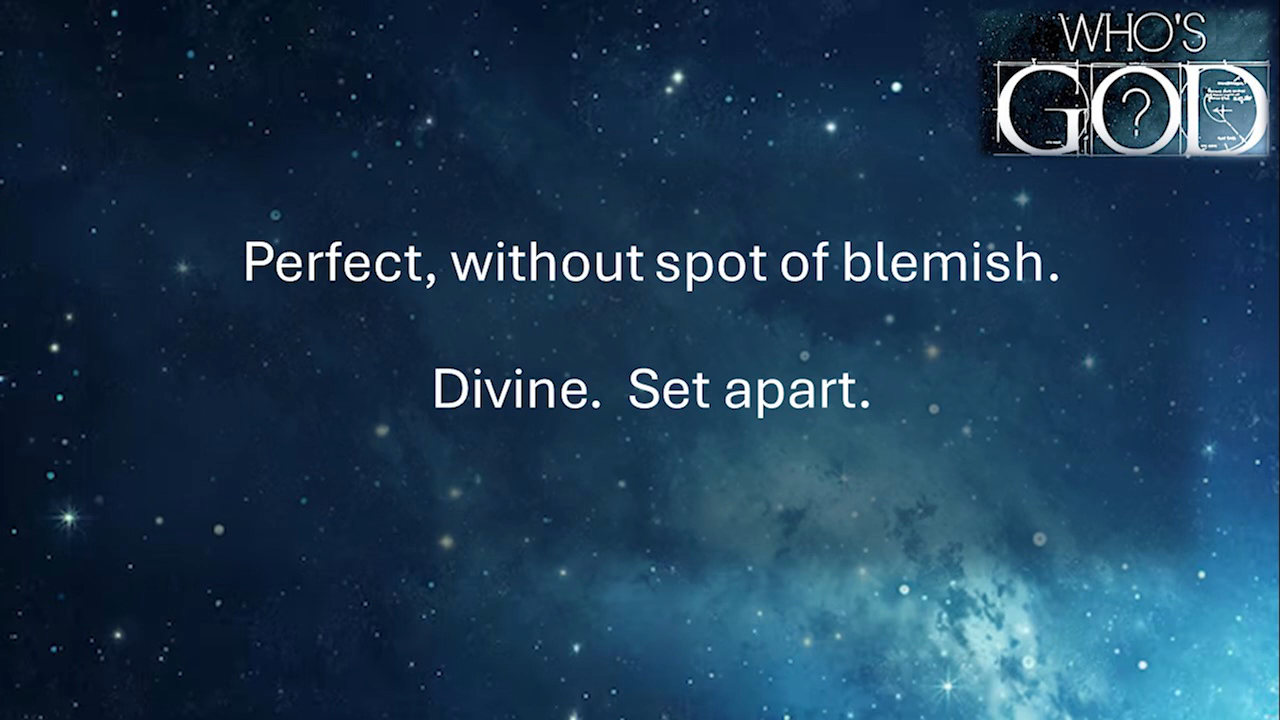 WHO'S
GOD
?
Perfect, without spot of blemish.
Divine. Set apart.